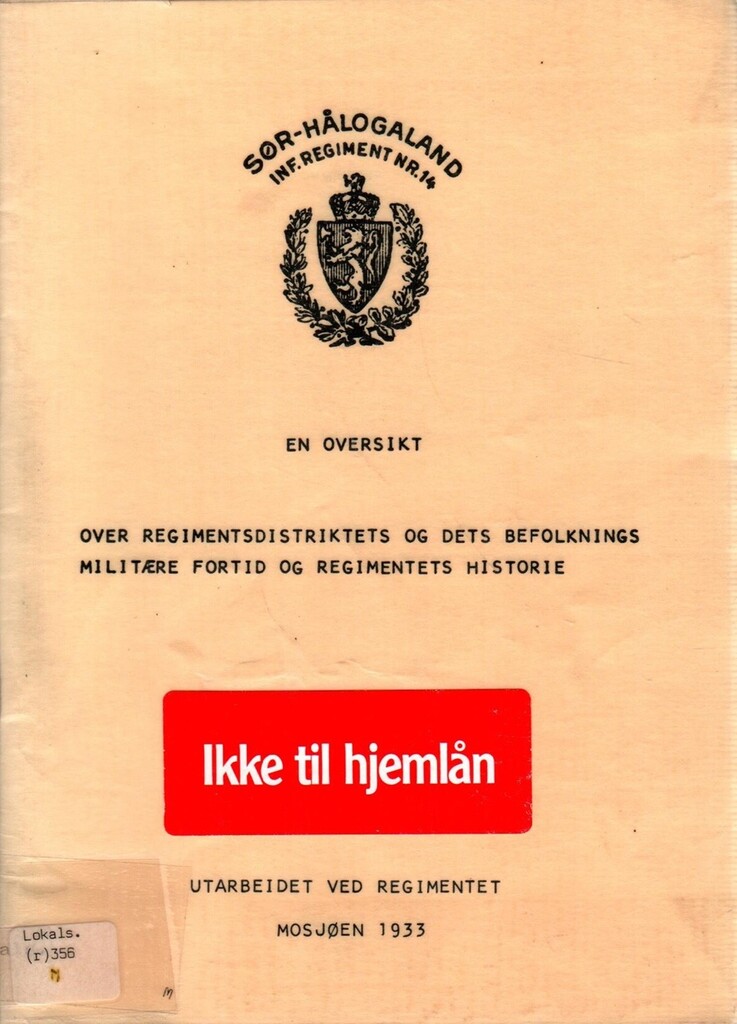 SØR-HÅLOGALAND
INF. REGIMENT NR. 14
EN OVERSIKT
OVER REGIMENTSDISTRIKTETS OG DETS BEFOLKNINGS
MILITÆRE FORTID OG REGIMENTETS HISTORIE
Ikke til hjemlån
UTARBEIDET VED REGIMENTET
MOSJØEN 1933
Lokals.
(r)356
M
M